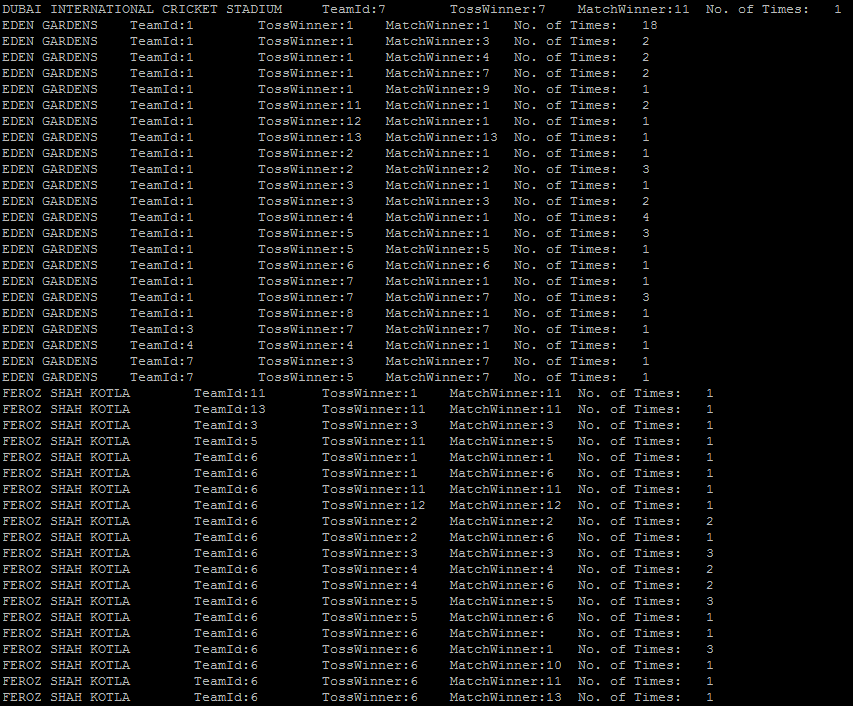 DUBAI INTERNATIONAL CRICKET STADIUM TeamId:7 TossWinner:7 MatchWinner:11 No. of Times: 1
EDEN GARDENS TeamId:1 TossWinner:1 MatchWinner:1 No. of Times: 18
EDEN GARDENS TeamId:1 TossWinner:1 MatchWinner:3 No. of Times: 2
EDEN GARDENS TeamId:1 TossWinner:1 MatchWinner:4 No. of Times: 2
EDEN GARDENS TeamId:1 TossWinner:1 MatchWinner:7 No. of Times: 2
EDEN GARDENS TeamId:1 TossWinner:1 MatchWinner:9 No. of Times: 1
EDEN GARDENS TeamId:1 TossWinner:11 MatchWinner:1 No. of Times: 2
EDEN GARDENS TeamId:1 TossWinner:12 MatchWinner:1 No. of Times: 1
EDEN GARDENS TeamId:1 TossWinner:13 MatchWinner:13 No. of Times: 1
EDEN GARDENS TeamId:1 TossWinner:2 MatchWinner:1 No. of Times: 1
EDEN GARDENS TeamId:1 TossWinner:2 MatchWinner:2 No. of Times: 3
EDEN GARDENS TeamId:1 TossWinner:3 MatchWinner:1 No. of Times: 1
EDEN GARDENS TeamId:1 TossWinner:3 MatchWinner:3 No. of Times: 2
EDEN GARDENS TeamId:1 TossWinner:4 MatchWinner:1 No. of Times: 4
EDEN GARDENS TeamId:1 TossWinner:5 MatchWinner:1 No. of Times: 3
EDEN GARDENS TeamId:1 TossWinner:5 MatchWinner:5 No. of Times: 1
EDEN GARDENS TeamId:1 TossWinner:6 MatchWinner:6 No. of Times: 1
EDEN GARDENS TeamId:1 TossWinner:7 MatchWinner:1 No. of Times: 1
EDEN GARDENS TeamId:1 TossWinner:7 MatchWinner:7 No. of Times: 3
EDEN GARDENS TeamId:1 TossWinner:8 MatchWinner:1 No. of Times: 1
EDEN GARDENS TeamId:3 TossWinner:7 MatchWinner:7 No. of Times: 1
EDEN GARDENS TeamId:4 TossWinner:4 MatchWinner:1 No. of Times: 1
EDEN GARDENS TeamId:7 TossWinner:3 MatchWinner:7 No. of Times: 1
EDEN GARDENS TeamId:7 TossWinner:5 MatchWinner:7 No. of Times: 1
FEROZ SHAH KOTLA TeamId:11 TossWinner:1 MatchWinner:11 No. of Times: 1
FEROZ SHAH KOTLA TeamId:13 TossWinner:11 MatchWinner:11 No. of Times: 1
FEROZ SHAH KOTLA TeamId:3 TossWinner:3 MatchWinner:3 No. of Times: 1
FEROZ SHAH KOTLA TeamId:5 TossWinner:11 MatchWinner:5 No. of Times: 1
FEROZ SHAH KOTLA TeamId:6 TossWinner:1 MatchWinner:1 No. of Times: 1
FEROZ SHAH KOTLA TeamId:6 TossWinner:1 MatchWinner:6 No. of Times: 1
FEROZ SHAH KOTLA TeamId:6 TossWinner:11 MatchWinner:11 No. of Times: 1
FEROZ SHAH KOTLA TeamId:6 TossWinner:12 MatchWinner:12 No. of Times: 1
FEROZ SHAH KOTLA TeamId:6 TossWinner:2 MatchWinner:2 No. of Times: 2
FEROZ SHAH KOTLA TeamId:6 TossWinner:2 MatchWinner:6 No. of Times: 1
FEROZ SHAH KOTLA TeamId:6 TossWinner:3 MatchWinner:3 No. of Times: 3
FEROZ SHAH KOTLA TeamId:6 TossWinner:4 MatchWinner:4 No. of Times: 2
FEROZ SHAH KOTLA TeamId:6 TossWinner:4 MatchWinner:6 No. of Times: 2
FEROZ SHAH KOTLA TeamId:6 TossWinner:5 MatchWinner:5 No. of Times: 3
FEROZ SHAH KOTLA TeamId:6 TossWinner:5 MatchWinner:6 No. of Times: 1
FEROZ SHAH KOTLA TeamId:6 TossWinner:6 MatchWinner: No. of Times: 1
FEROZ SHAH KOTLA TeamId:6 TossWinner:6 MatchWinner:1 No. of Times: 3
FEROZ SHAH KOTLA TeamId:6 TossWinner:6 MatchWinner:10 No. of Times: 1
FEROZ SHAH KOTLA TeamId:6 TossWinner:6 MatchWinner:11 No. of Times: 1
FEROZ SHAH KOTLA TeamId:6 TossWinner:6 MatchWinner:13 No. of Times: 1